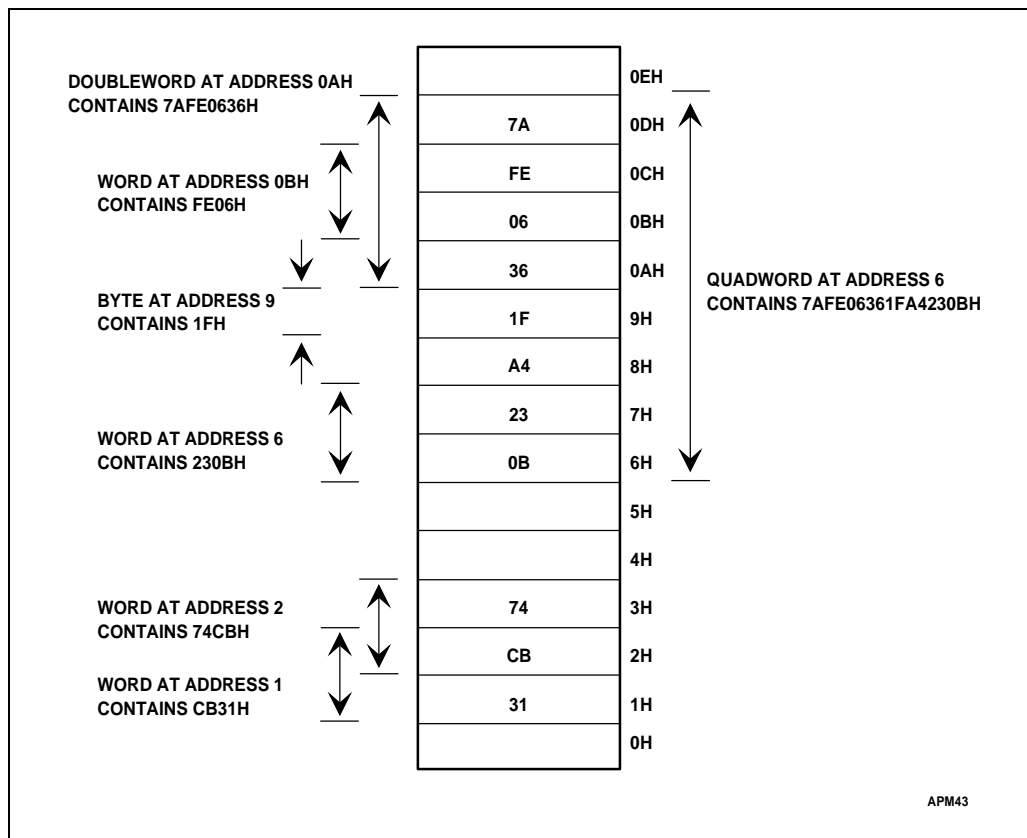 DOUBLEWORD AT ADDRESS 0AH
CONTAINS 7AFE0636H
WORD AT ADDRESS 0BH
CONTAINS FE06H
BYTE AT ADDRESS 9
CONTAINS 1FH
WORD AT ADDRESS 6
CONTAINS 230BH
WORD AT ADDRESS 2
CONTAINS 74CBH
WORD AT ADDRESS 1
CONTAINS CB31H
0EH
7A 0DH
FE 0CH
06 0BH
36 0AH
1F 9H
A4 8H
23 7H
0B 6H
5H
4H
74 3H
CB 2H
31 1H
0H
QUADWORD AT ADDRESS 6
CONTAINS 7AFE06361FA4230BH
APM43